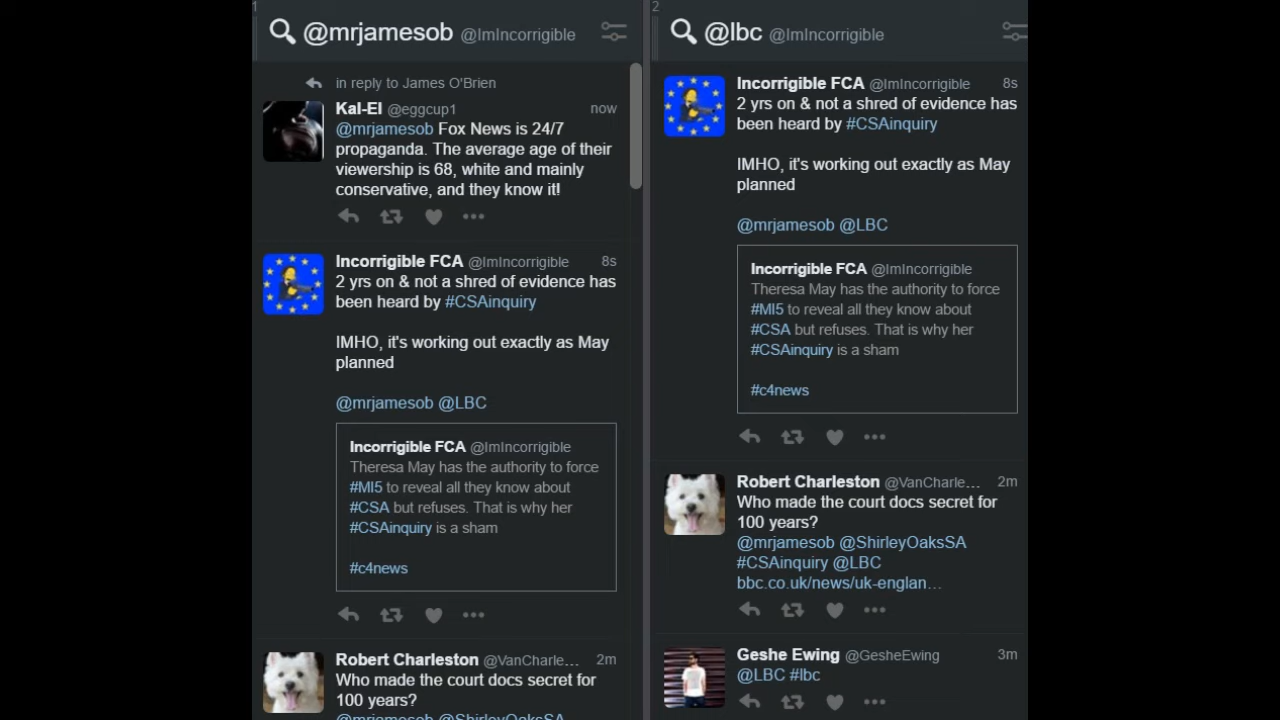 1
@mrjamesob @ImIncorrigible
in reply to James O'Brien
Kal-El @eggcup1 now
@mrjamesob Fox News is 24/7
propaganda. The average age of their
viewership is 68, white and mainly
conservative, and they know it!
Incorrigible FCA @ImIncorrigible 8s
2 yrs on & not a shred of evidence has
been heard by #CSAinquiry
IMHO, it's working out exactly as May
planned
@mrjamesob @LBC
Incorrigible FCA @ImIncorrigible
Theresa May has the authority to force
#MI5 to reveal all they know about
#CSA but refuses. That is why her
#CSAinquiry is a sham
#c4news
Robert Charleston @VanCharle... 2m
Who made the court docs secret for
100 years?
@mrjamesob @ShirleyOaksSA
2
@lbc @ImIncorrigible
Incorrigible FCA @ImIncorrigible 8s
2 yrs on & not a shred of evidence has
been heard by #CSAinquiry
IMHO, it's working out exactly as May
planned
@mrjamesob @LBC
Incorrigible FCA @ImIncorrigible
Theresa May has the authority to force
#MI5 to reveal all they know about
#CSA but refuses. That is why her
#CSAinquiry is a sham
#c4news
Robert Charleston @VanCharle... 2m
Who made the court docs secret for
100 years?
@mrjamesob @ShirleyOaksSA
#CSAinquiry @LBC
bbc.co.uk/news/uk-englan...
Geshe Ewing @GesheEwing 3m
@LBC #lbc